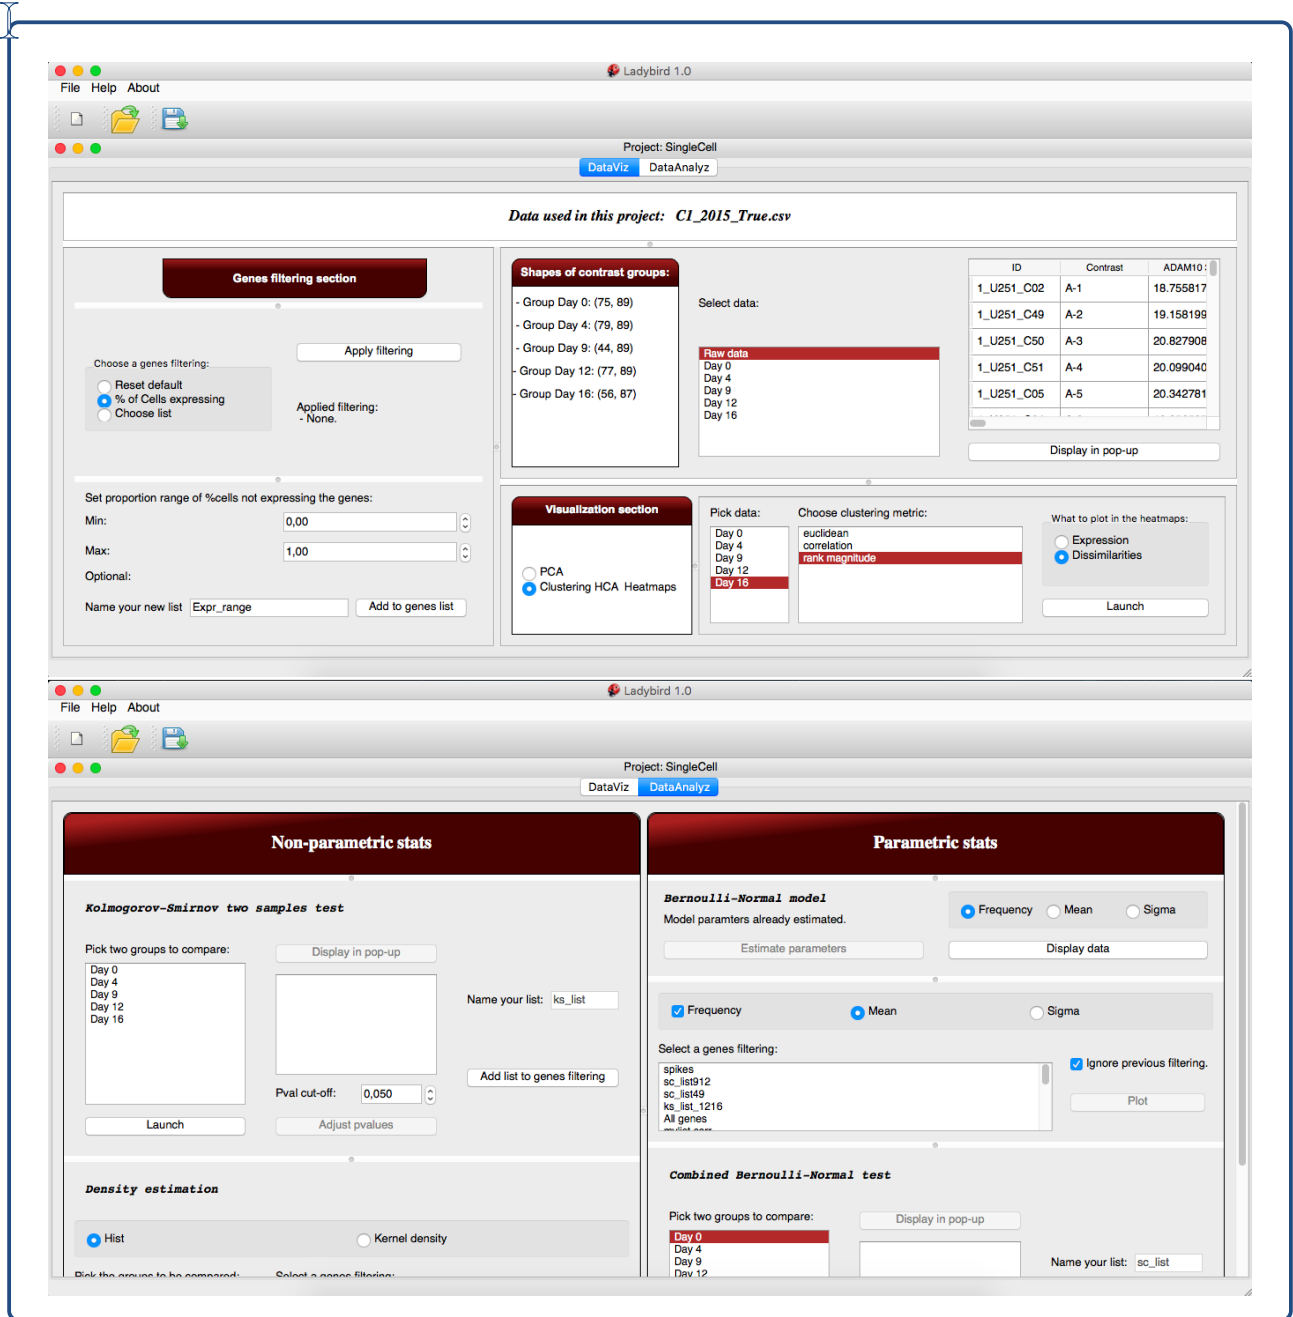 Ladybird 1.0
File Help About
Project: SingleCell
DataViz DataAnalyz
Data used in this project: C1_2015_True.csv
Genes filtering section
Choose a genes filtering:
Reset default
% of Cells expressing
Choose list
Apply filtering
Applied filtering:
- None.
Set proportion range of %cells not expressing the genes:
Min: 0,00
Max: 1,00
Optional:
Name your new list Expr_range Add to genes list
Shapes of contrast groups:
- Group Day 0: (75, 89)
- Group Day 4: (79, 89)
- Group Day 9: (44, 89)
- Group Day 12: (77, 89)
- Group Day 16: (56, 87)
Select data:
Raw data
Day 0
Day 4
Day 9
Day 12
Day 16
ID Contrast ADAM10
1_U251_C02 A-1 18.755817
1_U251_C49 A-2 19.158199
1_U251_C50 A-3 20.827908
1_U251_C51 A-4 20.099040
1_U251_C05 A-5 20.342781
Display in pop-up
Visualization section
PCA
Clustering HCA Heatmaps
Pick data:
Day 0
Day 4
Day 9
Day 12
Day 16
Choose clustering metric:
euclidean
correlation
rank magnitude
What to plot in the heatmaps:
Expression
Dissimilarities
Launch
Ladybird 1.0
File Help About
Project: SingleCell
DataViz DataAnalyz
Non-parametric stats
Kolmogorov-Smirnov two samples test
Pick two groups to compare:
Day 0
Day 4
Day 9
Day 12
Day 16
Launch
Display in pop-up
Pval cut-off: 0,050
Adjust pvalues
Name your list: ks_list
Add list to genes filtering
Density estimation
Hist Kernel density
Pick the groups to be compared: Select a genes filtering:
Parametric stats
Bernoulli-Normal model
Model paramters already estimated.
Frequency Mean Sigma
Estimate parameters Display data
Frequency Mean Sigma
Select a genes filtering:
spikes
sc_list912
sc_list49
ks_list_1216
All genes
mylist corr
Ignore previous filtering.
Plot
Combined Bernoulli-Normal test
Pick two groups to compare:
Day 0
Day 4
Day 9
Day 12
Display in pop-up
Name your list: sc_list